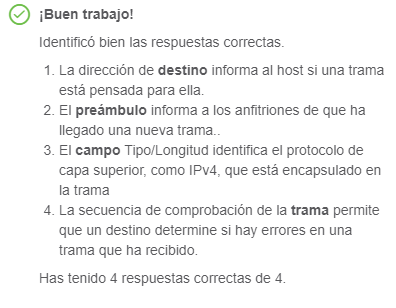 ¡Buen trabajo!
Identificó bien las respuestas correctas.
1. La dirección de destino informa al host si una trama
está pensada para ella.
2. El preámbulo informa a los anfitriones de que ha
llegado una nueva trama..
3. El campo Tipo/Longitud identifica el protocolo de
capa superior, como IPv4, que está encapsulado en
la trama
4. La secuencia de comprobación de la trama permite
que un destino determine si hay errores en una
trama que ha recibido.
Has tenido 4 respuestas correctas de 4.